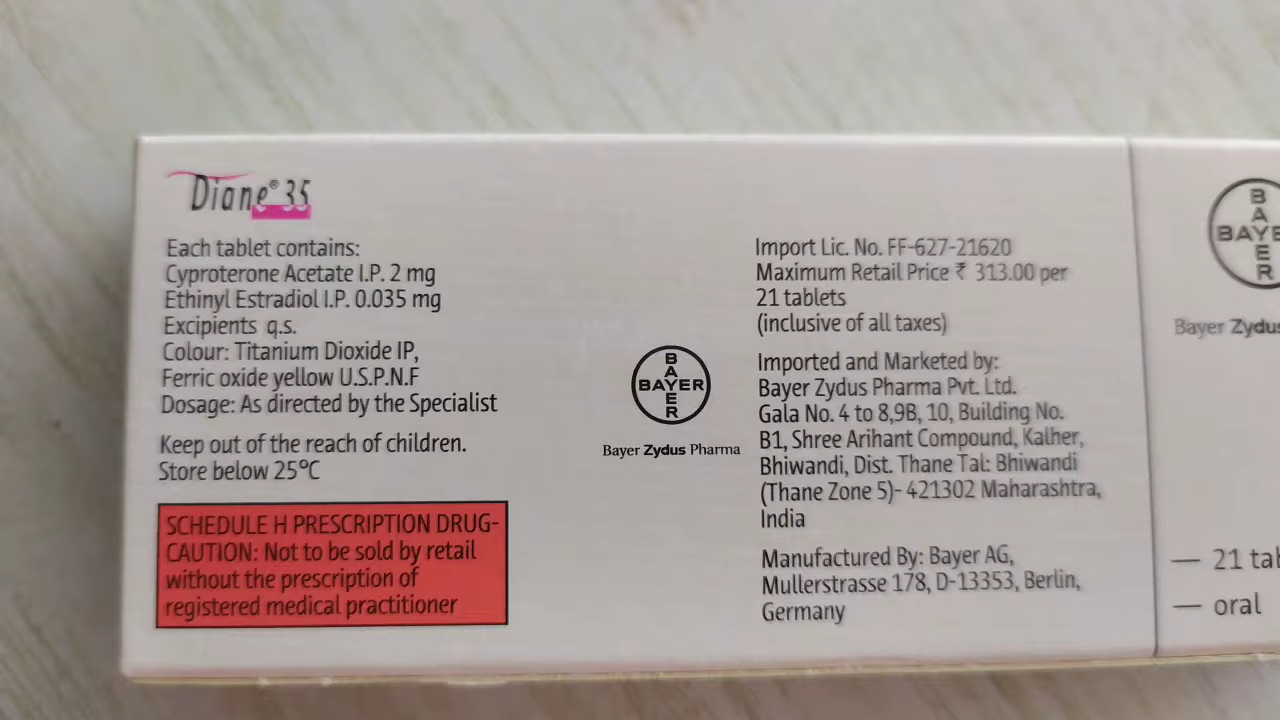 Diane® 35
Each tablet contains:
Cyproterone Acetate I.P. 2 mg
Ethinyl Estradiol I.P. 0.035 mg
Excipients q.s.
Colour: Titanium Dioxide IP,
Ferric oxide yellow U.S.P.N.F
Dosage: As directed by the Specialist
Keep out of the reach of children.
Store below 25°C
SCHEDULE H PRESCRIPTION DRUG-
CAUTION: Not to be sold by retail
without the prescription of
registered medical practitioner
BAYER
BAYER
Bayer Zydus Pharma
Import Lic. No. FF-627-21620
Maximum Retail Price ₹ 313.00 per
21 tablets
(inclusive of all taxes)
Imported and Marketed by:
Bayer Zydus Pharma Pvt. Ltd.
Gala No. 4 to 8,9B, 10, Building No.
B1, Shree Arihant Compound, Kalher,
Bhiwandi, Dist. Thane Tal: Bhiwandi
(Thane Zone 5)- 421302 Maharashtra,
India
Manufactured By: Bayer AG,
Mullerstrasse 178, D-13353, Berlin,
Germany
BAYER
BAYE
Bayer Zydus
— 21 tab
— oral